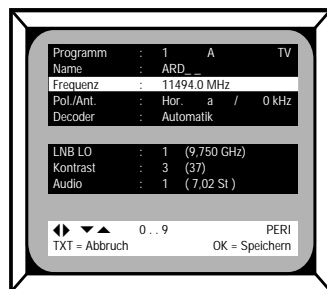 Programm : 1 A TV
Name : ARD_ _
Frequenz : 11494.0 MHz
Pol./Ant. : Hor. a / 0 kHz
Decoder : Automatik
LNB LO : 1 (9,750 GHz)
Kontrast : 3 (37)
Audio : 1 ( 7,02 St )
◀▶ ▼▲ 0 . . 9 PERI
TXT = Abbruch OK = Speichern